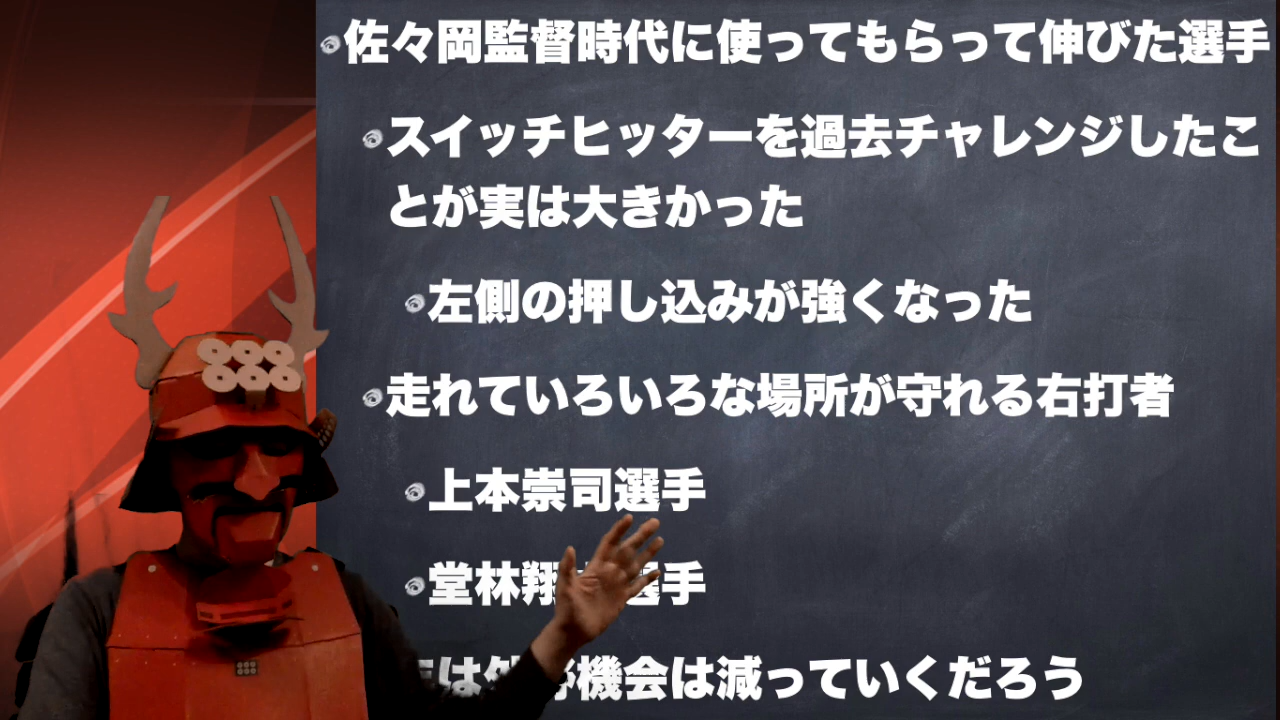 佐々岡監督時代に使ってもらって伸びた選手
スイッチヒッターを過去チャレンジしたこ
とが実は大きかった
左側の押し込みが強くなった
走れていろいろな場所が守れる右打者
上本崇司選手
堂林翔 選手
は外野機会は減っていくだろう